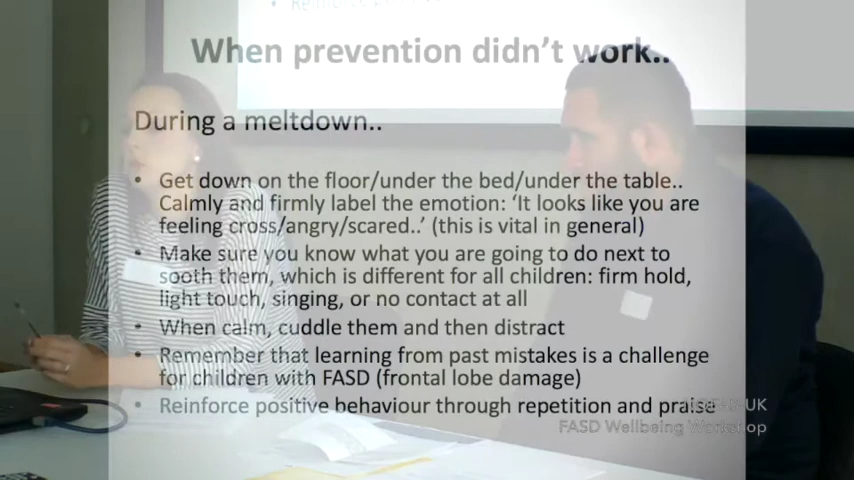 When prevention didn't work..
During a meltdown..
• Get down on the floor/under the bed/under the table..
Calmly and firmly label the emotion: 'It looks like you are
feeling cross/angry/scared..' (this is vital in general)
• Make sure you know what you are going to do next to
sooth them, which is different for all children: firm hold,
light touch, singing, or no contact at all
• When calm, cuddle them and then distract
• Remember that learning from past mistakes is a challenge
for children with FASD (frontal lobe damage)
• Reinforce positive behaviour through repetition and praise
UK
FASD Wellbeing Workshop